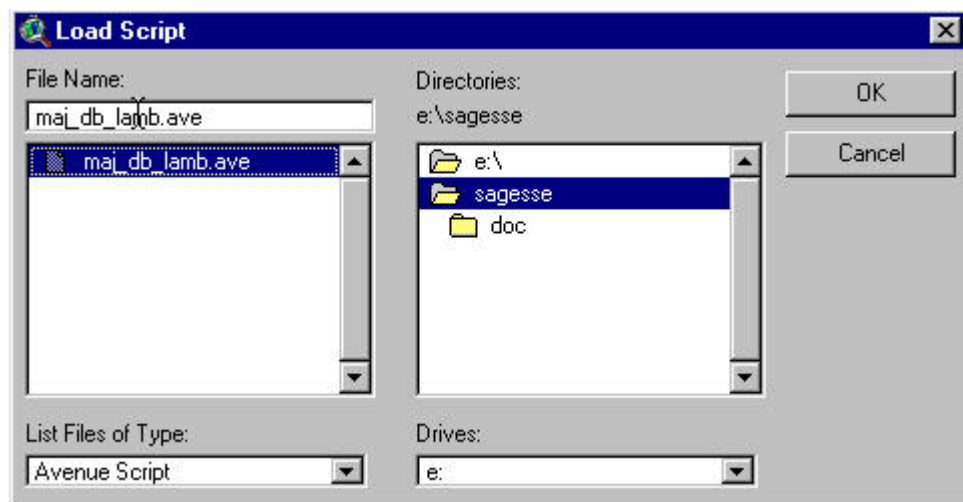 Load Script
File Name:
maj_db_lamb.ave
maj_db_lamb.ave
List Files of Type:
Avenue Script
Directories:
e:\sagesse
e:\
sagesse
doc
Drives:
e:
OK
Cancel